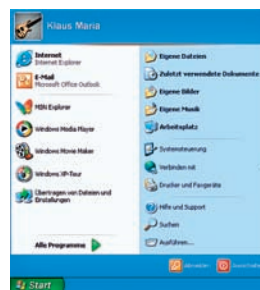 Klaus Maria
Internet
Internet Explorer
E-Mail
Microsoft Office Outlook
MSN Explorer
Windows Media Player
Windows Movie Maker
Windows XP-Tour
Übertragen von Dateien und
Einstellungen
Alle Programme
Eigene Dateien
Zuletzt verwendete Dokumente
Eigene Bilder
Eigene Musik
Arbeitsplatz
Systemsteuerung
Verbinden mit
Drucker und Faxgeräte
Hilfe und Support
Suchen
Ausführen...
Abmelden
Start